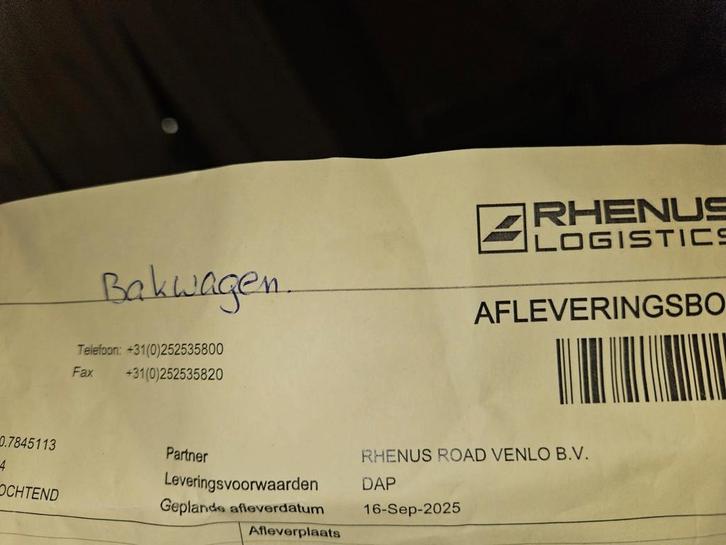 RHENUS
LOGISTICS
Bakwagen.
AFLEVERINGSBO
Telefoon: +31(0)252535800
Fax +31(0)252535820
0.7845113
Partner RHENUS ROAD VENLO B.V.
4
Leveringsvoorwaarden DAP
OCHTEND
Geplande afleverdatum 16-Sep-2025
Afleverplaats